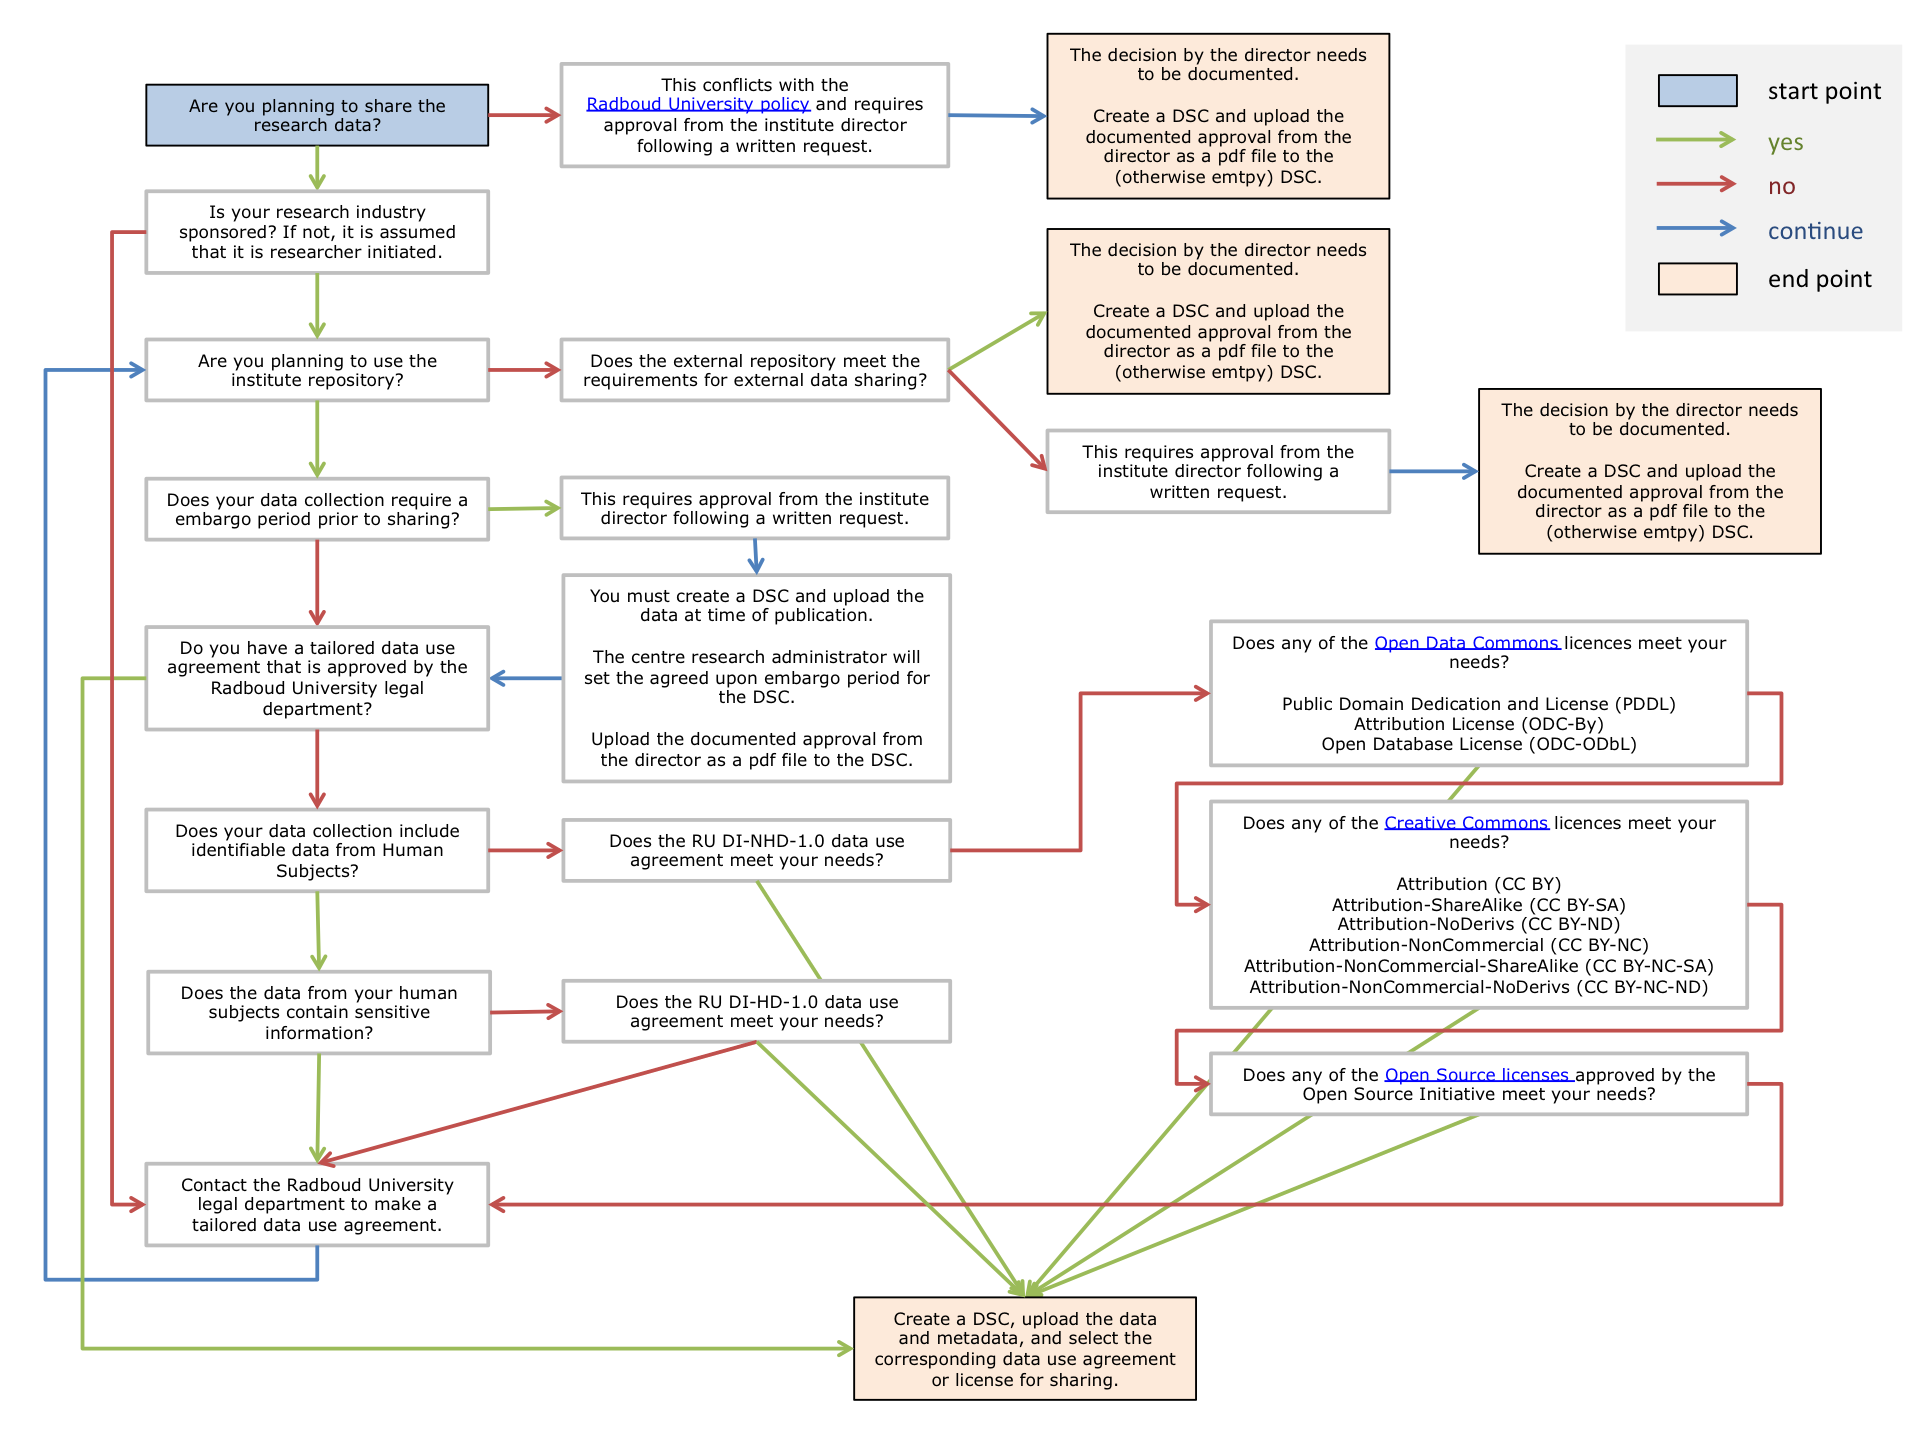 Are you planning to share the
research data?
This conflicts with the
Radboud University policy and requires
approval from the institute director
following a written request.
The decision by the director needs
to be documented.
Create a DSC and upload the
documented approval from the
director as a pdf file to the
(otherwise emtpy) DSC.
start point
yes
no
continue
end point
Is your research industry
sponsored? If not, it is assumed
that it is researcher initiated.
The decision by the director needs
to be documented.
Create a DSC and upload the
documented approval from the
director as a pdf file to the
(otherwise emtpy) DSC.
Are you planning to use the
institute repository?
Does the external repository meet the
requirements for external data sharing?
This requires approval from the
institute director following a
written request.
The decision by the director needs
to be documented.
Create a DSC and upload the
documented approval from the
director as a pdf file to the
(otherwise emtpy) DSC.
Does your data collection require a
embargo period prior to sharing?
This requires approval from the institute
director following a written request.
You must create a DSC and upload the
data at time of publication.
The centre research administrator will
set the agreed upon embargo period for
the DSC.
Upload the documented approval from
the director as a pdf file to the DSC.
Do you have a tailored data use
agreement that is approved by the
Radboud University legal
department?
Does any of the Open Data Commons licences meet your
needs?
Public Domain Dedication and License (PDDL)
Attribution License (ODC-By)
Open Database License (ODC-ODbL)
Does your data collection include
identifiable data from Human
Subjects?
Does the RU DI-NHD-1.0 data use
agreement meet your needs?
Does any of the Creative Commons licences meet your
needs?
Attribution (CC BY)
Attribution-ShareAlike (CC BY-SA)
Attribution-NoDerivs (CC BY-ND)
Attribution-NonCommercial (CC BY-NC)
Attribution-NonCommercial-ShareAlike (CC BY-NC-SA)
Attribution-NonCommercial-NoDerivs (CC BY-NC-ND)
Does the data from your human
subjects contain sensitive
information?
Does the RU DI-HD-1.0 data use
agreement meet your needs?
Does any of the Open Source licenses approved by the
Open Source Initiative meet your needs?
Contact the Radboud University
legal department to make a
tailored data use agreement.
Create a DSC, upload the data
and metadata, and select the
corresponding data use agreement
or license for sharing.